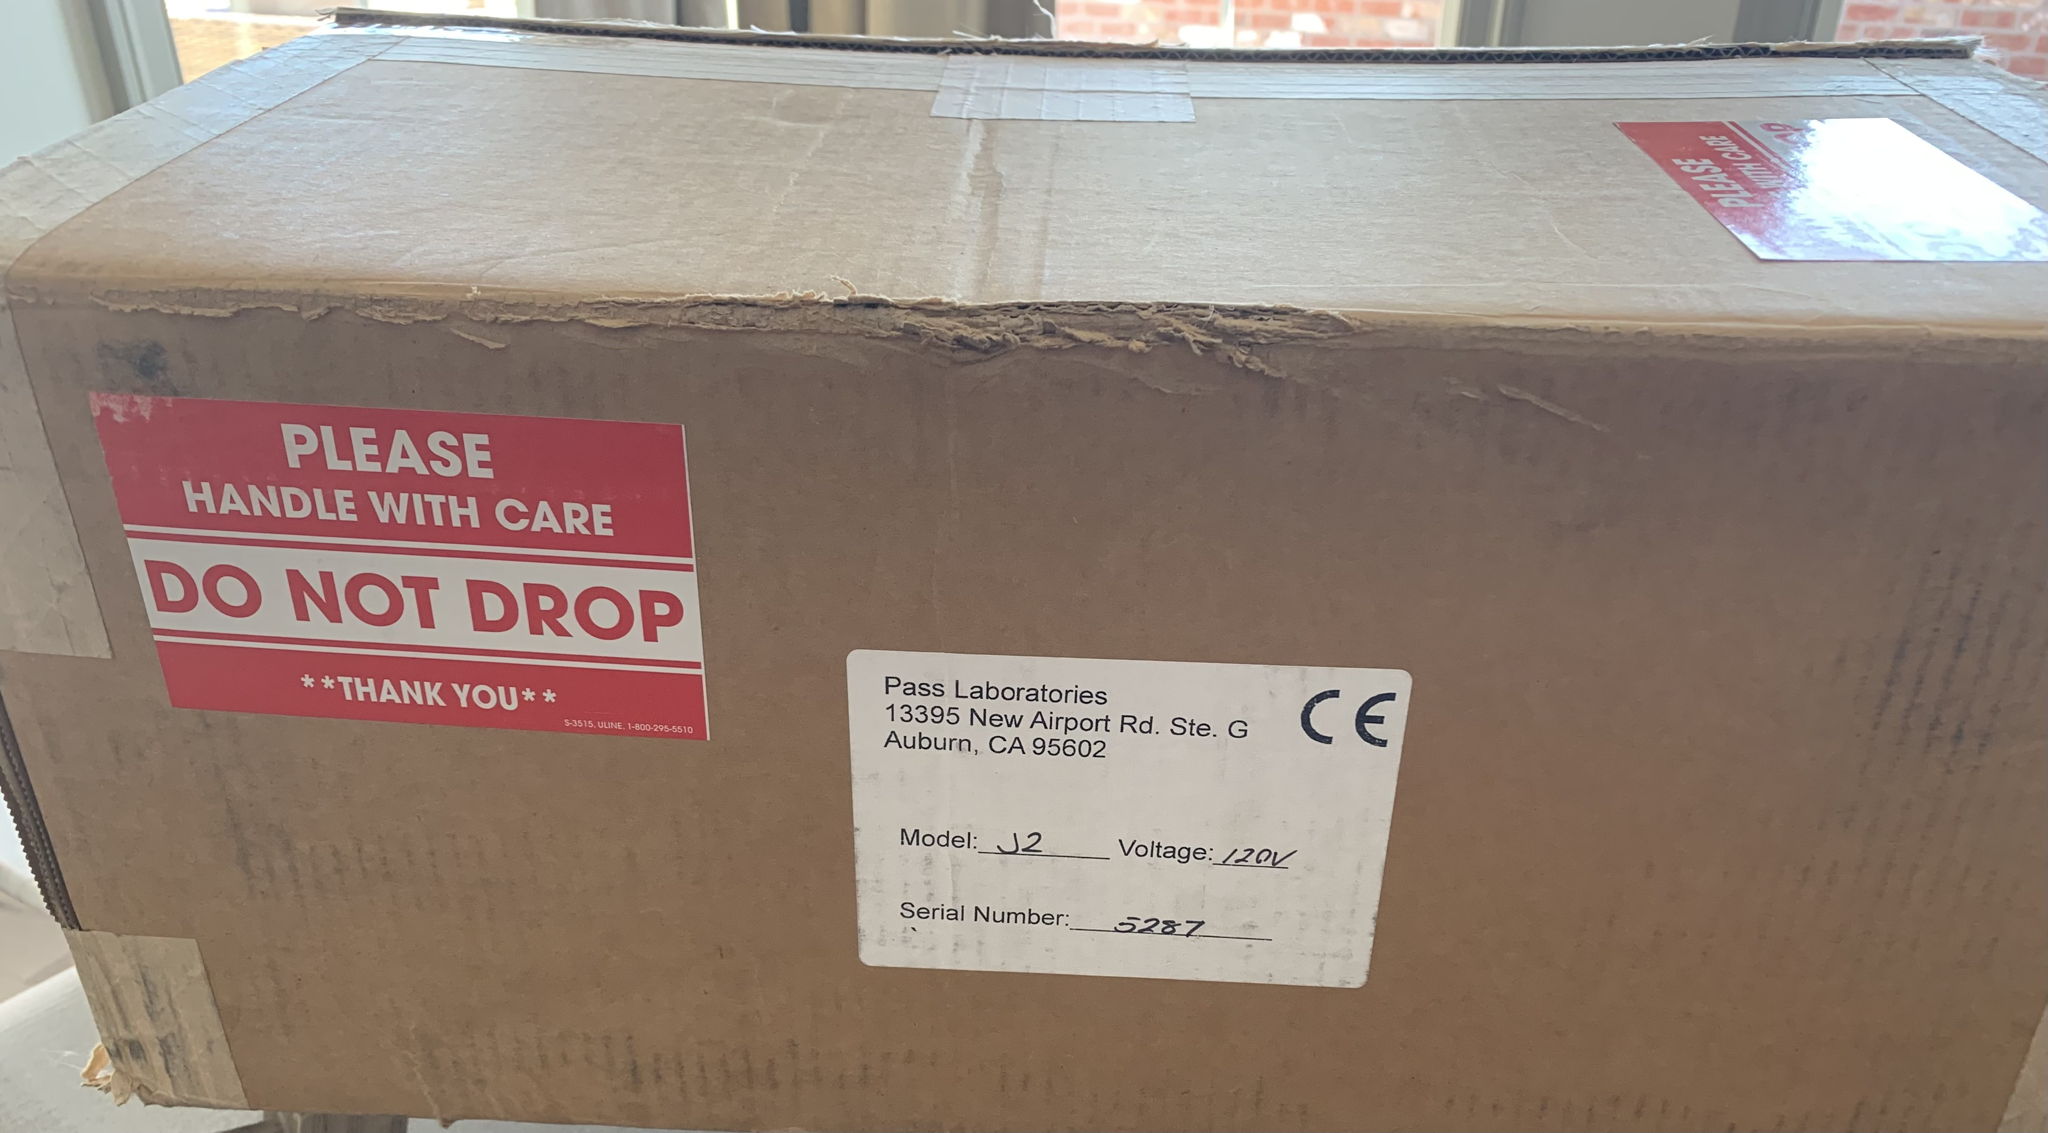 PLEASE
WITH CARE
PLEASE
HANDLE WITH CARE
DO NOT DROP
**THANK YOU**
S-3515. ULINE. 1-800-295-5510
Pass Laboratories
13395 New Airport Rd. Ste. G
Auburn, CA 95602
CE
Model: J2 Voltage: 120V
Serial Number: 5287